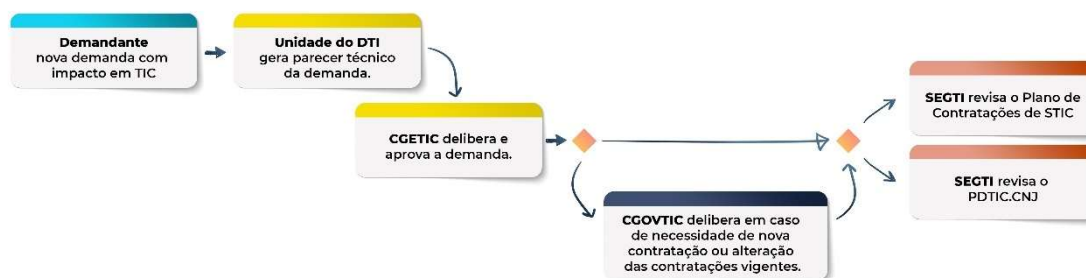 Demandante
nova demanda com
impacto em TIC
Unidade do DTI
gera parecer técnico
da demanda.
CGETIC delibera e
aprova a demanda.
CGOVTIC delibera em caso
de necessidade de nova
contratação ou alteração
das contratações vigentes.
SEGTI revisa o Plano de
Contratações de STIC
SEGTI revisa o
PDTIC.CNJ